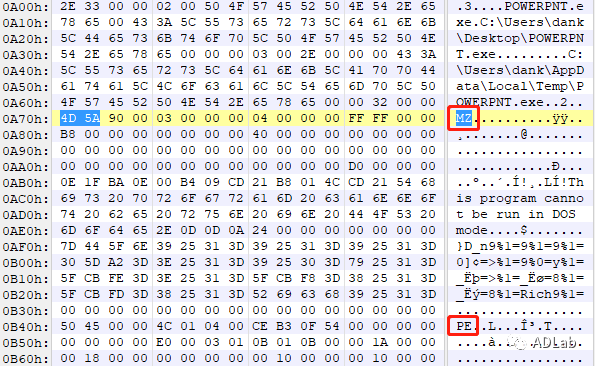 0A00h: 2E 33 00 00 02 00 50 4F 57 45 52 50 4E 54 2E 65 .3....POWERPNT.e
0A10h: 78 65 00 43 3A 5C 55 73 65 72 73 5C 64 61 6E 6B xe.C:\Users\dank
0A20h: 5C 44 65 73 6B 74 6F 70 5C 50 4F 57 45 52 50 4E \Desktop\POWERPN
0A30h: 54 2E 65 78 65 00 00 00 03 00 2E 00 00 00 43 3A T.exe.........C:
0A40h: 5C 55 73 65 72 73 5C 64 61 6E 6B 5C 41 70 70 44 \Users\dank\AppD
0A50h: 61 74 61 5C 4C 6F 63 61 6C 5C 54 65 6D 70 5C 50 ata\Local\Temp\P
0A60h: 4F 57 45 52 50 4E 54 2E 65 78 65 00 00 32 00 00 OWERPNT.exe..2..
0A70h: 4D 5A 90 00 03 00 00 00 04 00 00 00 FF FF 00 00 MZ..........ÿÿ..
0A80h: B8 00 00 00 00 00 00 00 40 00 00 00 00 00 00 00 ¸.......@.......
0A90h: 00 00 00 00 00 00 00 00 00 00 00 00 00 00 00 00 ................
0AA0h: 00 00 00 00 00 00 00 00 00 00 00 00 D0 00 00 00 ............Ð...
0AB0h: 0E 1F BA 0E 00 B4 09 CD 21 B8 01 4C CD 21 54 68 ..º..´.Í!¸.LÍ!Th
0AC0h: 69 73 20 70 72 6F 67 72 61 6D 20 63 61 6E 6E 6F is program canno
0AD0h: 74 20 62 65 20 72 75 6E 20 69 6E 20 44 4F 53 20 t be run in DOS
0AE0h: 6D 6F 64 65 2E 0D 0D 0A 24 00 00 00 00 00 00 00 mode....$.......
0AF0h: 7D 44 5F 6E 39 25 31 3D 39 25 31 3D 39 25 31 3D }D_n9%1=9%1=9%1=
0B00h: 30 5D A2 3D 3E 25 31 3D 39 25 30 3D 79 25 31 3D 0]¢=>%1=9%0=y%1=
0B10h: 5F CB FE 3D 3E 25 31 3D 5F CB F8 3D 38 25 31 3D _Ëþ=>%1=_Ëø=8%1=
0B20h: 5F CB FD 3D 38 25 31 3D 52 69 63 68 39 25 31 3D _Ëý=8%1=Rich9%1=
0B30h: 00 00 00 00 00 00 00 00 00 00 00 00 00 00 00 00 ................
0B40h: 50 45 00 00 4C 01 04 00 CE B3 0F 54 00 00 00 00 PE..L...Î³.T....
0B50h: 00 00 00 00 E0 00 03 01 0B 01 0B 00 00 1A 00 00 ....à...........
0B60h: 00 18 00 00 00 00 00 00 00 10 00 00 00 10 00 00
ADLab